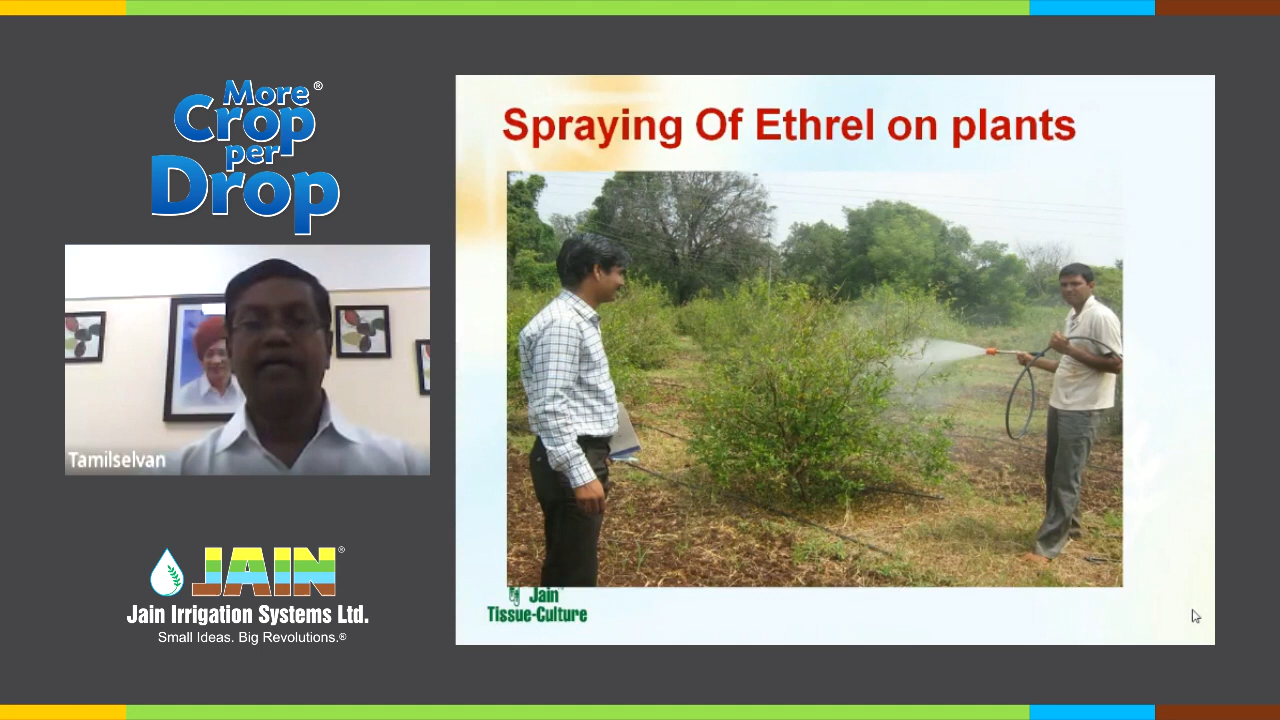 More®
Crop
per
Drop
Tamilselvan
JAIN®
Jain Irrigation Systems Ltd.
Small Ideas. Big Revolutions.®
Spraying Of Ethrel on plants
Jain
Tissue-Culture